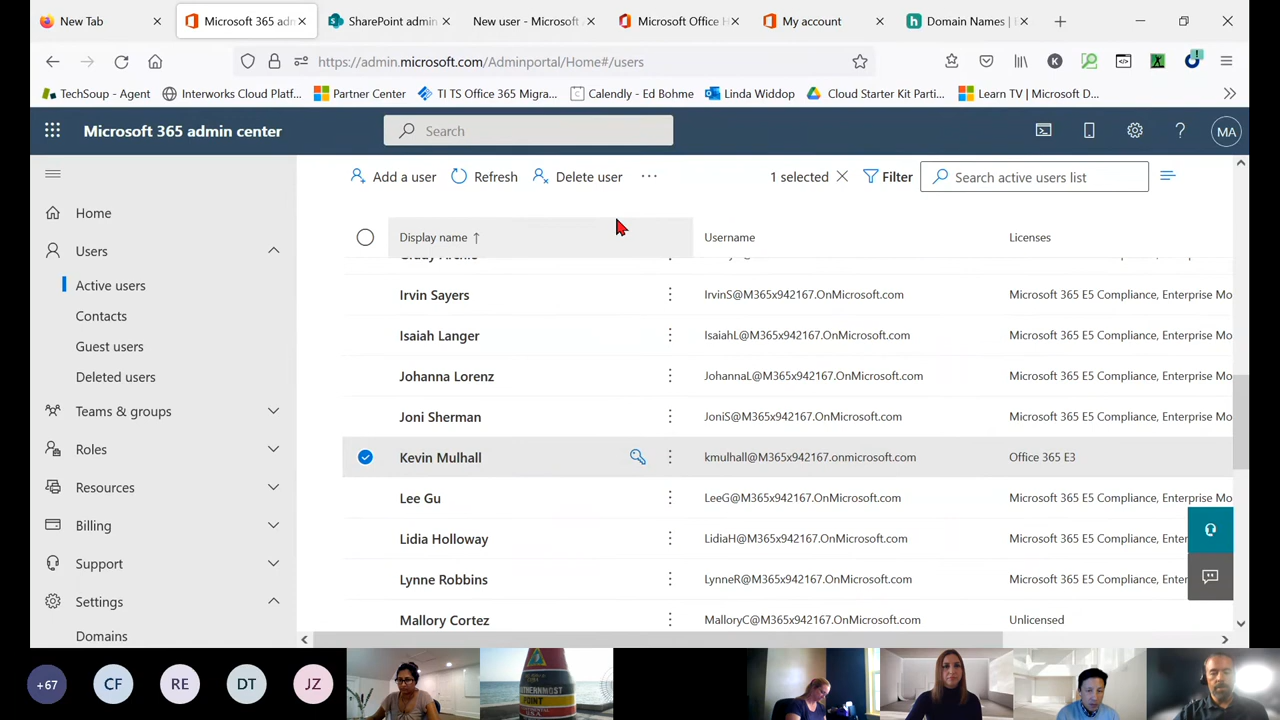 New Tab
Microsoft 365 adm
SharePoint admin
New user - Microsoft
Microsoft Office H
My account
Domain Names |
https://admin.microsoft.com/Adminportal/Home#/users
TechSoup - Agent
Interworks Cloud Platf...
Partner Center
TI TS Office 365 Migra...
Calendly - Ed Bohme
Linda Widdop
Cloud Starter Kit Parti...
Learn TV | Microsoft D...
Microsoft 365 admin center
Search
MA
Add a user
Refresh
Delete user
1 selected
Filter
Search active users list
Display name ↑
Username
Licenses
Irvin Sayers
IrvinS@M365x942167.OnMicrosoft.com
Microsoft 365 E5 Compliance, Enterprise Mo
Isaiah Langer
IsaiahL@M365x942167.OnMicrosoft.com
Microsoft 365 E5 Compliance, Enterprise Mo
Johanna Lorenz
JohannaL@M365x942167.OnMicrosoft.com
Microsoft 365 E5 Compliance, Enterprise Mo
Joni Sherman
JoniS@M365x942167.OnMicrosoft.com
Microsoft 365 E5 Compliance, Enterprise Mo
Kevin Mulhall
kmulhall@M365x942167.onmicrosoft.com
Office 365 E3
Lee Gu
LeeG@M365x942167.OnMicrosoft.com
Microsoft 365 E5 Compliance, Enterprise Mo
Lidia Holloway
LidiaH@M365x942167.OnMicrosoft.com
Microsoft 365 E5 Compliance, Enter
Lynne Robbins
LynneR@M365x942167.OnMicrosoft.com
Microsoft 365 E5 Compliance, Enter
Mallory Cortez
MalloryC@M365x942167.OnMicrosoft.com
Unlicensed
Home
Users
Active users
Contacts
Guest users
Deleted users
Teams & groups
Roles
Resources
Billing
Support
Settings
Domains
+67
CF
RE
DT
JZ
SOUTHERNMOST
POINT